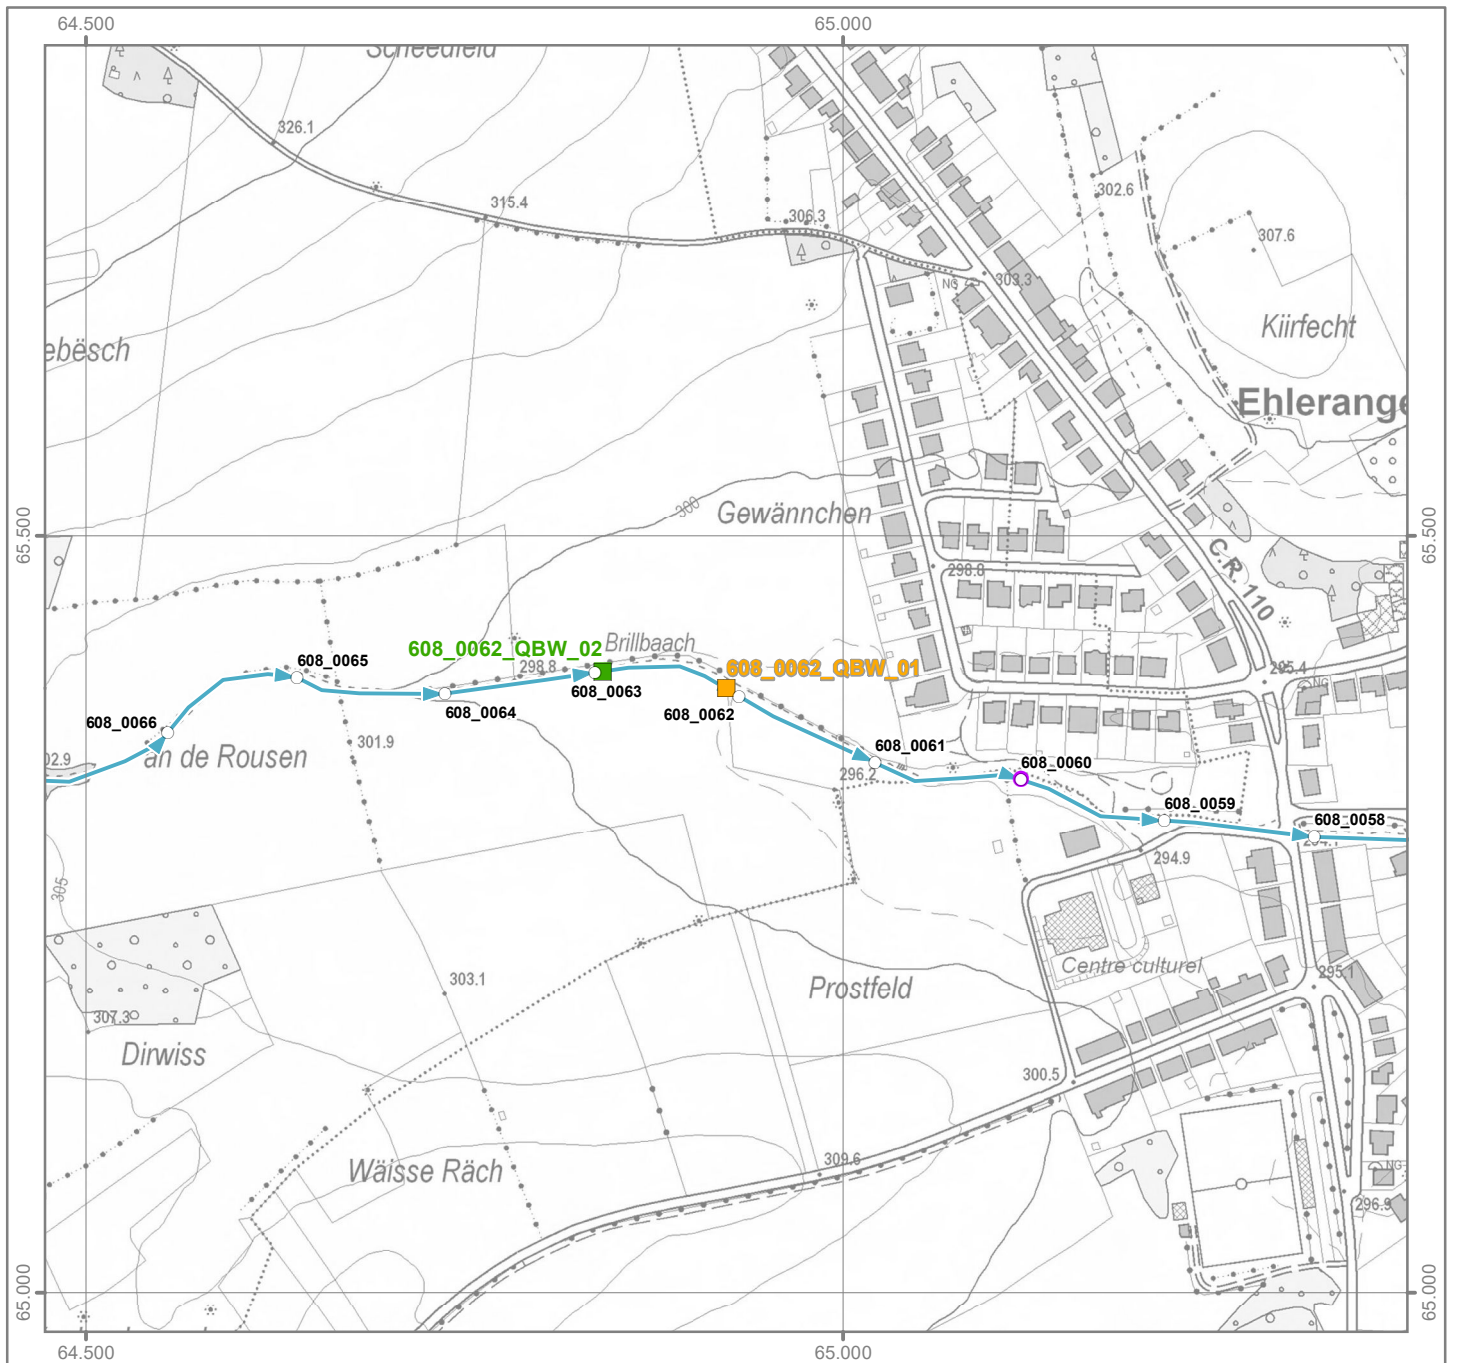 64.500
65.000
Scheedfeld
326.1
302.6
315.4
306.3
307.6
NG
303.3
Kiirfecht
ebësch
Ehlerange
300
Gewännchen
65.500
65.500
C.R. 110
298.8
Brillbaach
608_0062_QBW_02
608_0065
298.8
608_0062_QBW_01
295.4
NG
608_0063
608_0064
608_0062
608_0066
301.9
608_0061
an de Rousen
02.9
296.2
608_0060
608_0059
608_0058
294.1
294.9
305
Centre culturel
295.1
303.1
Prostfeld
307.3
Dirwiss
300.5
309.6
Wäisse Räch
NG
296.9
65.000
65.000
64.500
65.000